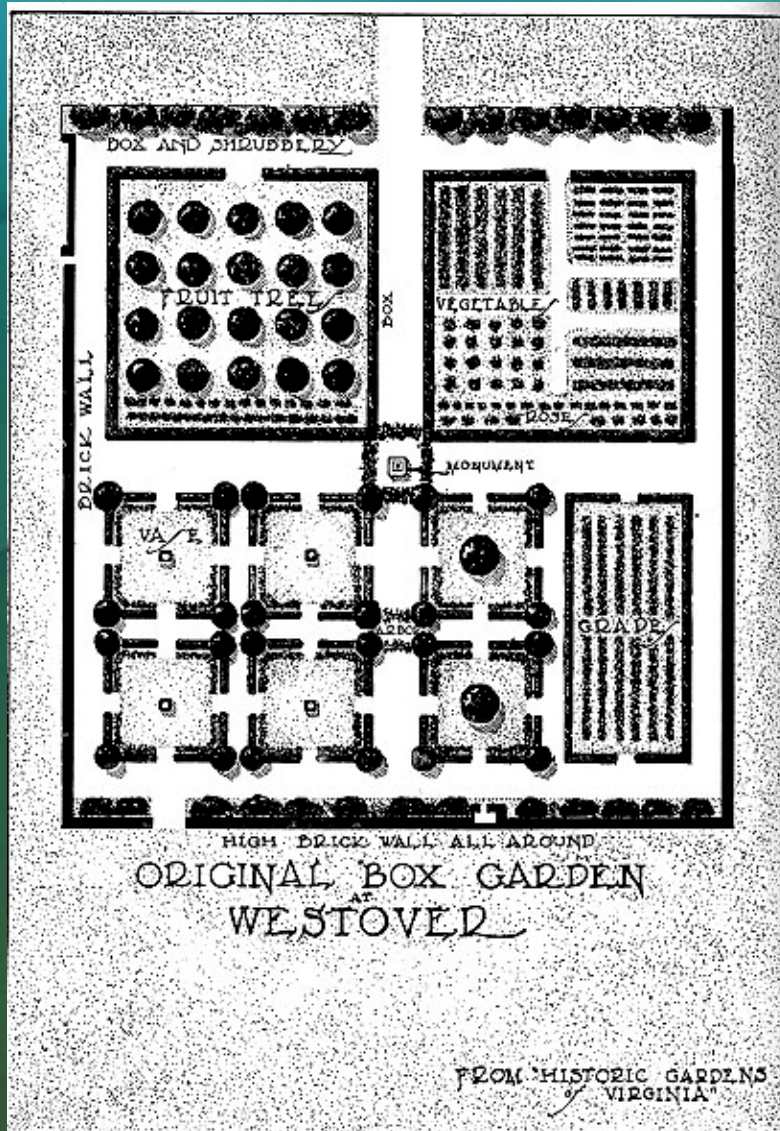 BOX AND SHRUBBERY
FRUIT TREES
BOX
VEGETABLES
ROSES
BRICK WALL
MONUMENT
VASE
ARBOR
GRAPES
HIGH BRICK WALL ALL AROUND
ORIGINAL BOX GARDEN
AT
WESTOVER
FROM "HISTORIC GARDENS
of VIRGINIA"